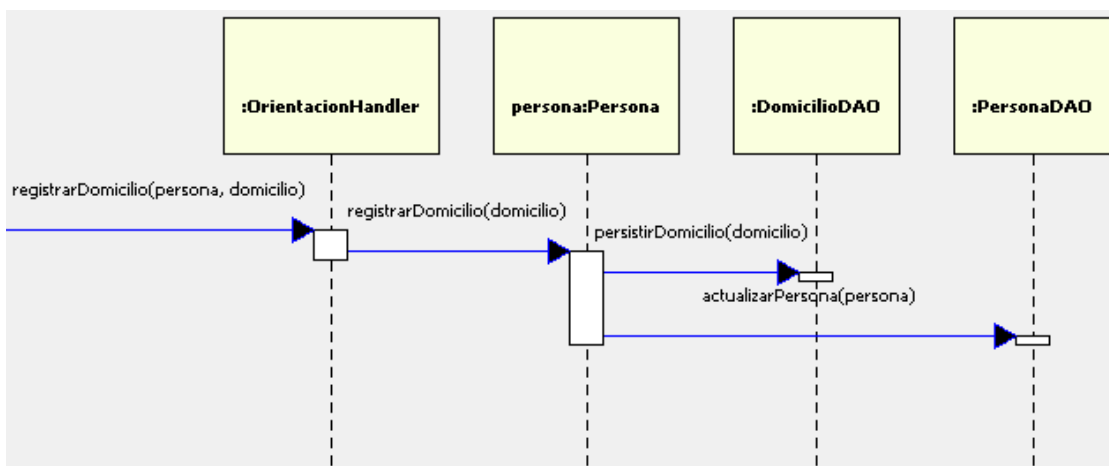 :OrientacionHandler
persona:Persona
:DomicilioDAO
:PersonaDAO
registrarDomicilio(persona, domicilio)
registrarDomicilio(domicilio)
persistirDomicilio(domicilio)
actualizarPersona(persona)